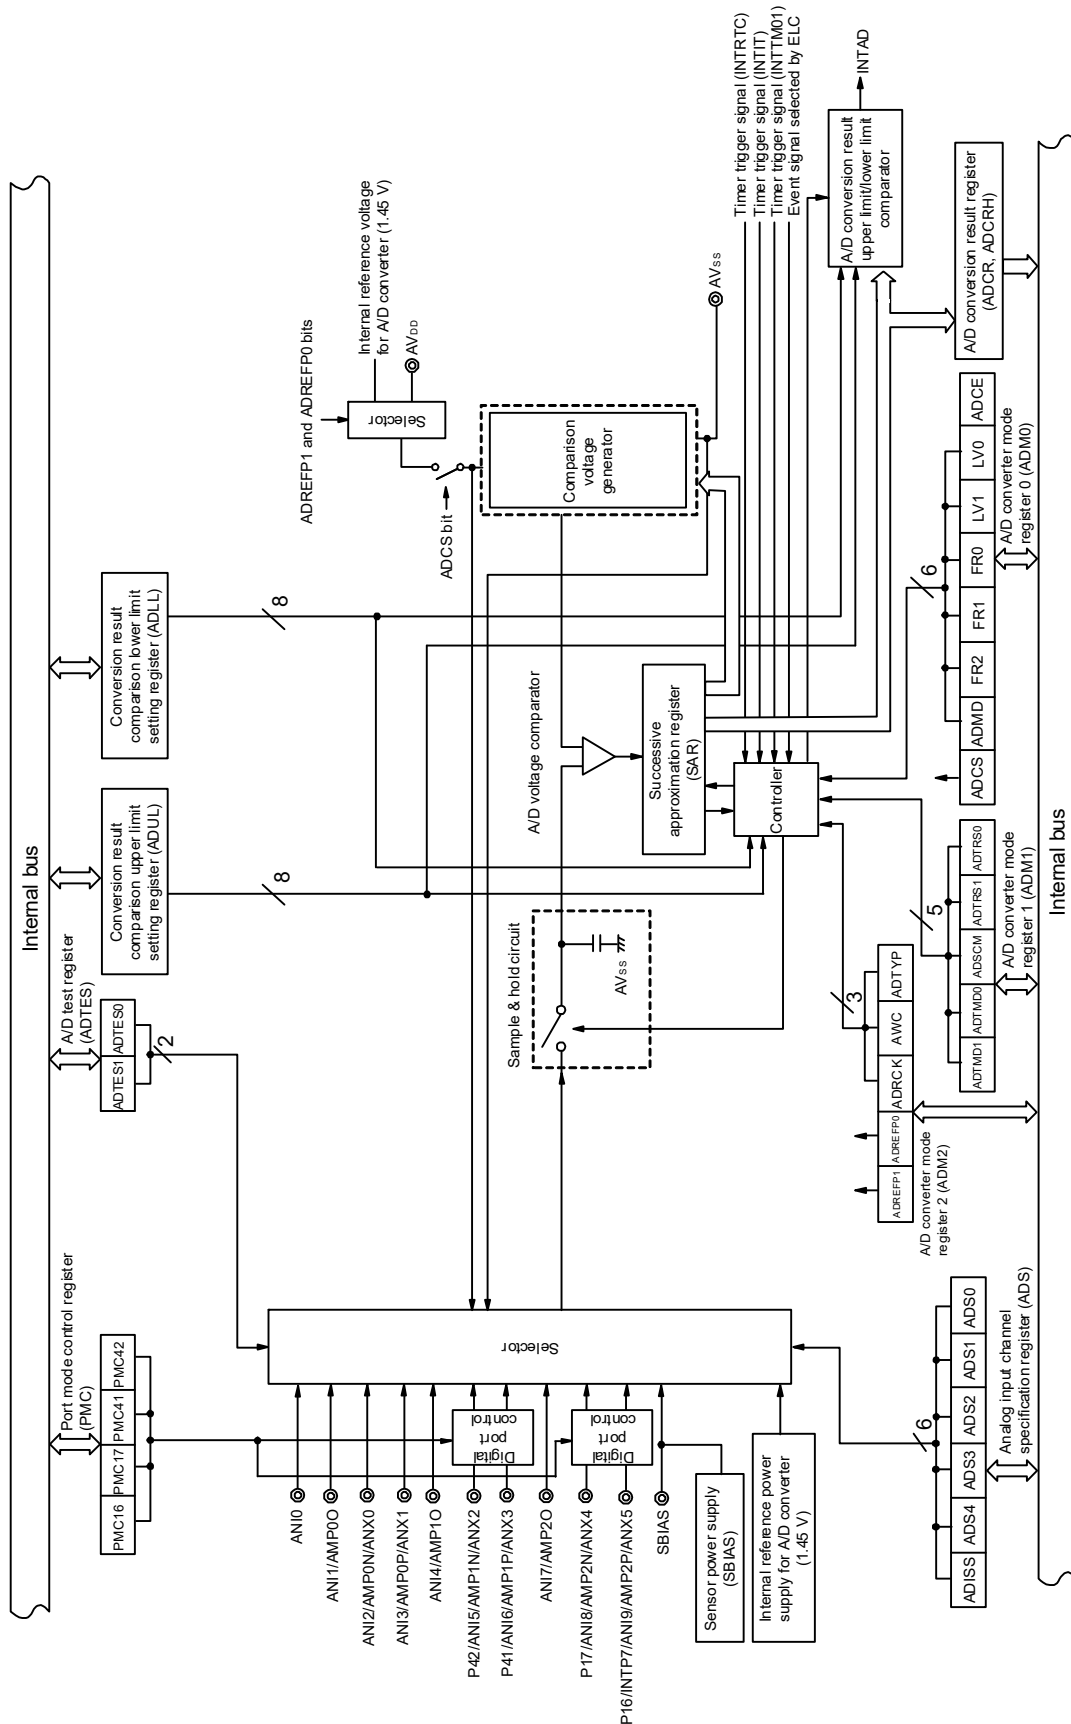 Internal bus
Port mode control register
(PMC)
PMC16
PMC17
PMC41
PMC42
A/D test register
(ADTES)
ADTES1
ADTES0
2
Conversion result
comparison upper limit
setting register (ADUL)
8
Conversion result
comparison lower limit
setting register (ADLL)
8
ADREFP1 and ADREFP0 bits
Internal reference voltage
for A/D converter (1.45 V)
AVDD
Selector
ADCS bit
Comparison
voltage
generator
AVSS
A/D voltage comparator
Sample & hold circuit
AVSS
Successive
approximation register
(SAR)
Controller
Timer trigger signal (INTRTC)
Timer trigger signal (INTIT)
Timer trigger signal (INTTM01)
Event signal selected by ELC
A/D conversion result
upper limit/lower limit
comparator
INTAD
A/D conversion result register
(ADCR, ADCRH)
Selector
ANI0
ANI1/AMP0O
ANI2/AMP0N/ANX0
ANI3/AMP0P/ANX1
ANI4/AMP1O
P42/ANI5/AMP1N/ANX2
P41/ANI6/AMP1P/ANX3
Digital
port
control
ANI7/AMP2O
P17/ANI8/AMP2N/ANX4
P16/INTP7/ANI9/AMP2P/ANX5
Digital
port
control
SBIAS
Sensor power supply
(SBIAS)
Internal reference power
supply for A/D converter
(1.45 V)
6
ADISS
ADS4
ADS3
ADS2
ADS1
ADS0
Analog input channel
specification register (ADS)
3
ADREFP1
ADREFP0
ADRCK
AWC
ADTYP
A/D converter mode
register 2 (ADM2)
5
ADTMD1
ADTMD0
ADSCM
ADTRS1
ADTRS0
A/D converter mode
register 1 (ADM1)
6
ADCS
ADMD
FR2
FR1
FR0
LV1
LV0
ADCE
A/D converter mode
register 0 (ADM0)
Internal bus